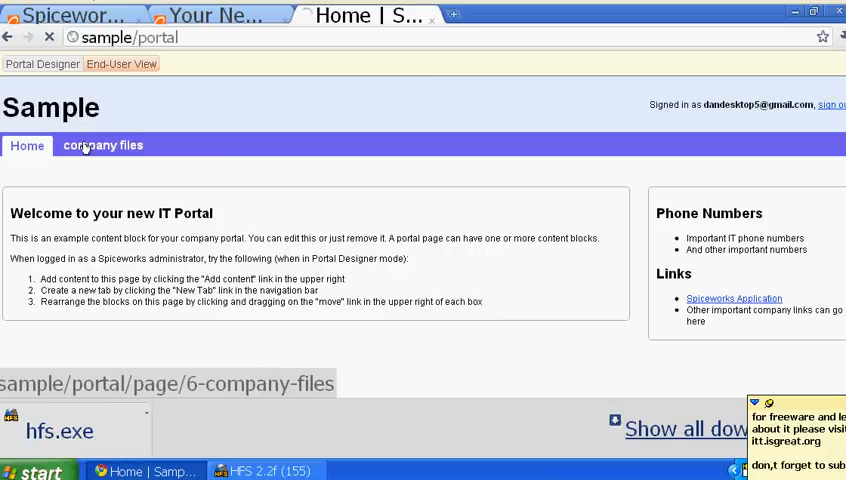 Spicewor...
Your Ne...
Home | S...
sample/portal
Portal Designer
End-User View
Sample
Signed in as dandesktop5@gmail.com, sign ou
Home
company files
Welcome to your new IT Portal
This is an example content block for your company portal. You can edit this or just remove it. A portal page can have one or more content blocks.
When logged in as a Spiceworks administrator, try the following (when in Portal Designer mode):
1. Add content to this page by clicking the "Add content" link in the upper right
2. Create a new tab by clicking the "New Tab" link in the navigation bar
3. Rearrange the blocks on this page by clicking and dragging on the "move" link in the upper right of each box
Phone Numbers
Important IT phone numbers
And other important numbers
Links
Spiceworks Application
Other important company links can go
here
sample/portal/page/6-company-files
HFS
hfs.exe
Show all dow
for freeware and le
about it please visit
itt.isgreat.org
don,t forget to sub
start
Home | Samp...
HFS 2.2f (155)